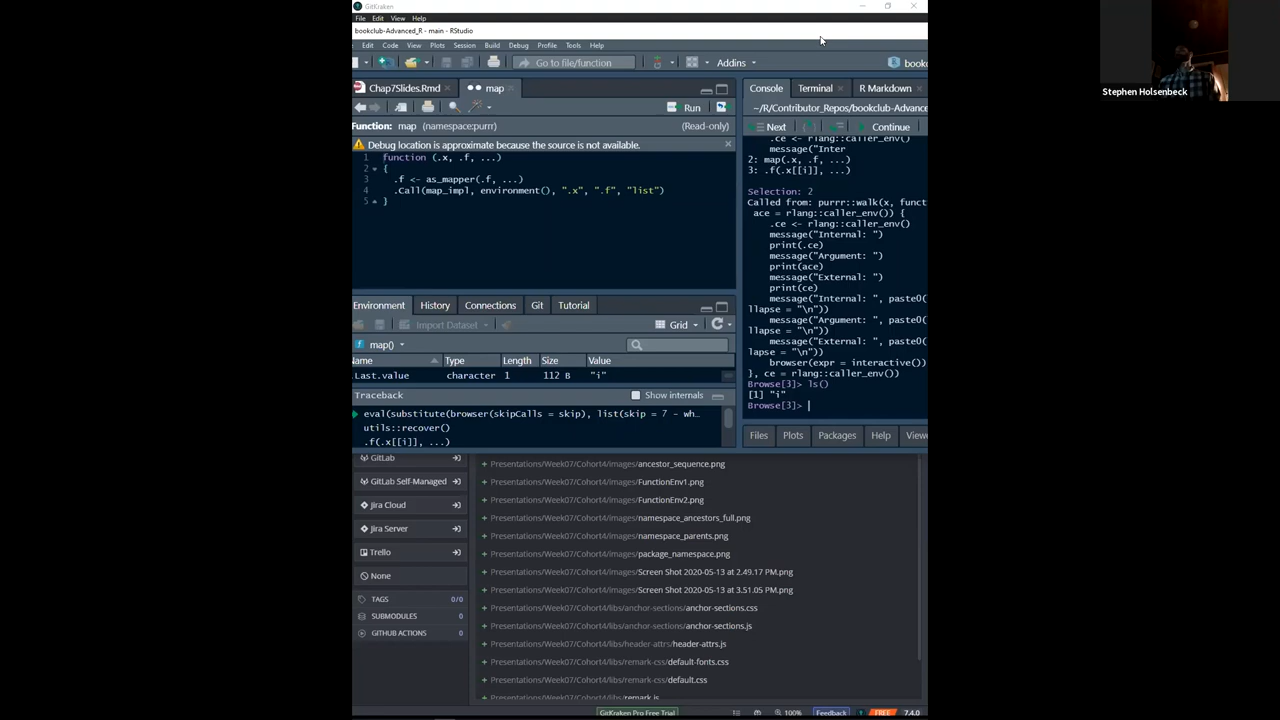 GitKraken
File Edit View Help
bookclub-Advanced_R - main - RStudio
Edit Code View Plots Session Build Debug Profile Tools Help
Go to file/function
Addins
Chap7Slides.Rmd
map
Run
Function: map (namespace:purrr)
(Read-only)
Debug location is approximate because the source is not available.
1 function (.x, .f, ...)
2 {
3 .f <- as_mapper(.f, ...)
4 .Call(map_impl, environment(), ".x", ".f", "list")
5 }
Environment History Connections Git Tutorial
Import Dataset
Grid
map()
Name Type Length Size Value
.Last.value character 1 112 B "i"
Traceback
Show internals
eval(substitute(browser(skipCalls = skip), list(skip = 7 - wh...
utils::recover()
.f(.x[[i]], ...)
Console Terminal R Markdown
~/R/Contributor_Repos/bookclub-Advance
Next
Continue
.ce <- rlang::caller_env()
message("Inter
2: map(.x, .f, ...)
3: .f(.x[[i]], ...)
Selection: 2
Called from: purrr::walk(x, funct
ace = rlang::caller_env()) {
.ce <- rlang::caller_env()
message("Internal: ")
print(.ce)
message("Argument: ")
print(ace)
message("External: ")
print(ce)
message("Internal: ", paste0(
llapse = "\n"))
message("Argument: ", paste0(
llapse = "\n"))
message("External: ", paste0(
lapse = "\n"))
browser(expr = interactive())
}, ce = rlang::caller_env())
Browse[3]> ls()
[1] "i"
Browse[3]>
Files Plots Packages Help Viewe
GitLab
GitLab Self-Managed
Jira Cloud
Jira Server
Trello
None
TAGS 0/0
SUBMODULES 0
GITHUB ACTIONS 0
Presentations/Week07/Cohort4/images/ancestor_sequence.png
Presentations/Week07/Cohort4/images/FunctionEnv1.png
Presentations/Week07/Cohort4/images/FunctionEnv2.png
Presentations/Week07/Cohort4/images/namespace_ancestors_full.png
Presentations/Week07/Cohort4/images/namespace_parents.png
Presentations/Week07/Cohort4/images/package_namespace.png
Presentations/Week07/Cohort4/images/Screen Shot 2020-05-13 at 2.49.17 PM.png
Presentations/Week07/Cohort4/images/Screen Shot 2020-05-13 at 3.51.05 PM.png
Presentations/Week07/Cohort4/libs/anchor-sections/anchor-sections.css
Presentations/Week07/Cohort4/libs/anchor-sections/anchor-sections.js
Presentations/Week07/Cohort4/libs/header-attrs/header-attrs.js
Presentations/Week07/Cohort4/libs/remark-css/default-fonts.css
Presentations/Week07/Cohort4/libs/remark-css/default.css
Presentations/Week07/Cohort4/libs/remark.js
GitKraken Pro Free Trial
100%
Feedback
FREE
7.4.0
Stephen Holsenbeck